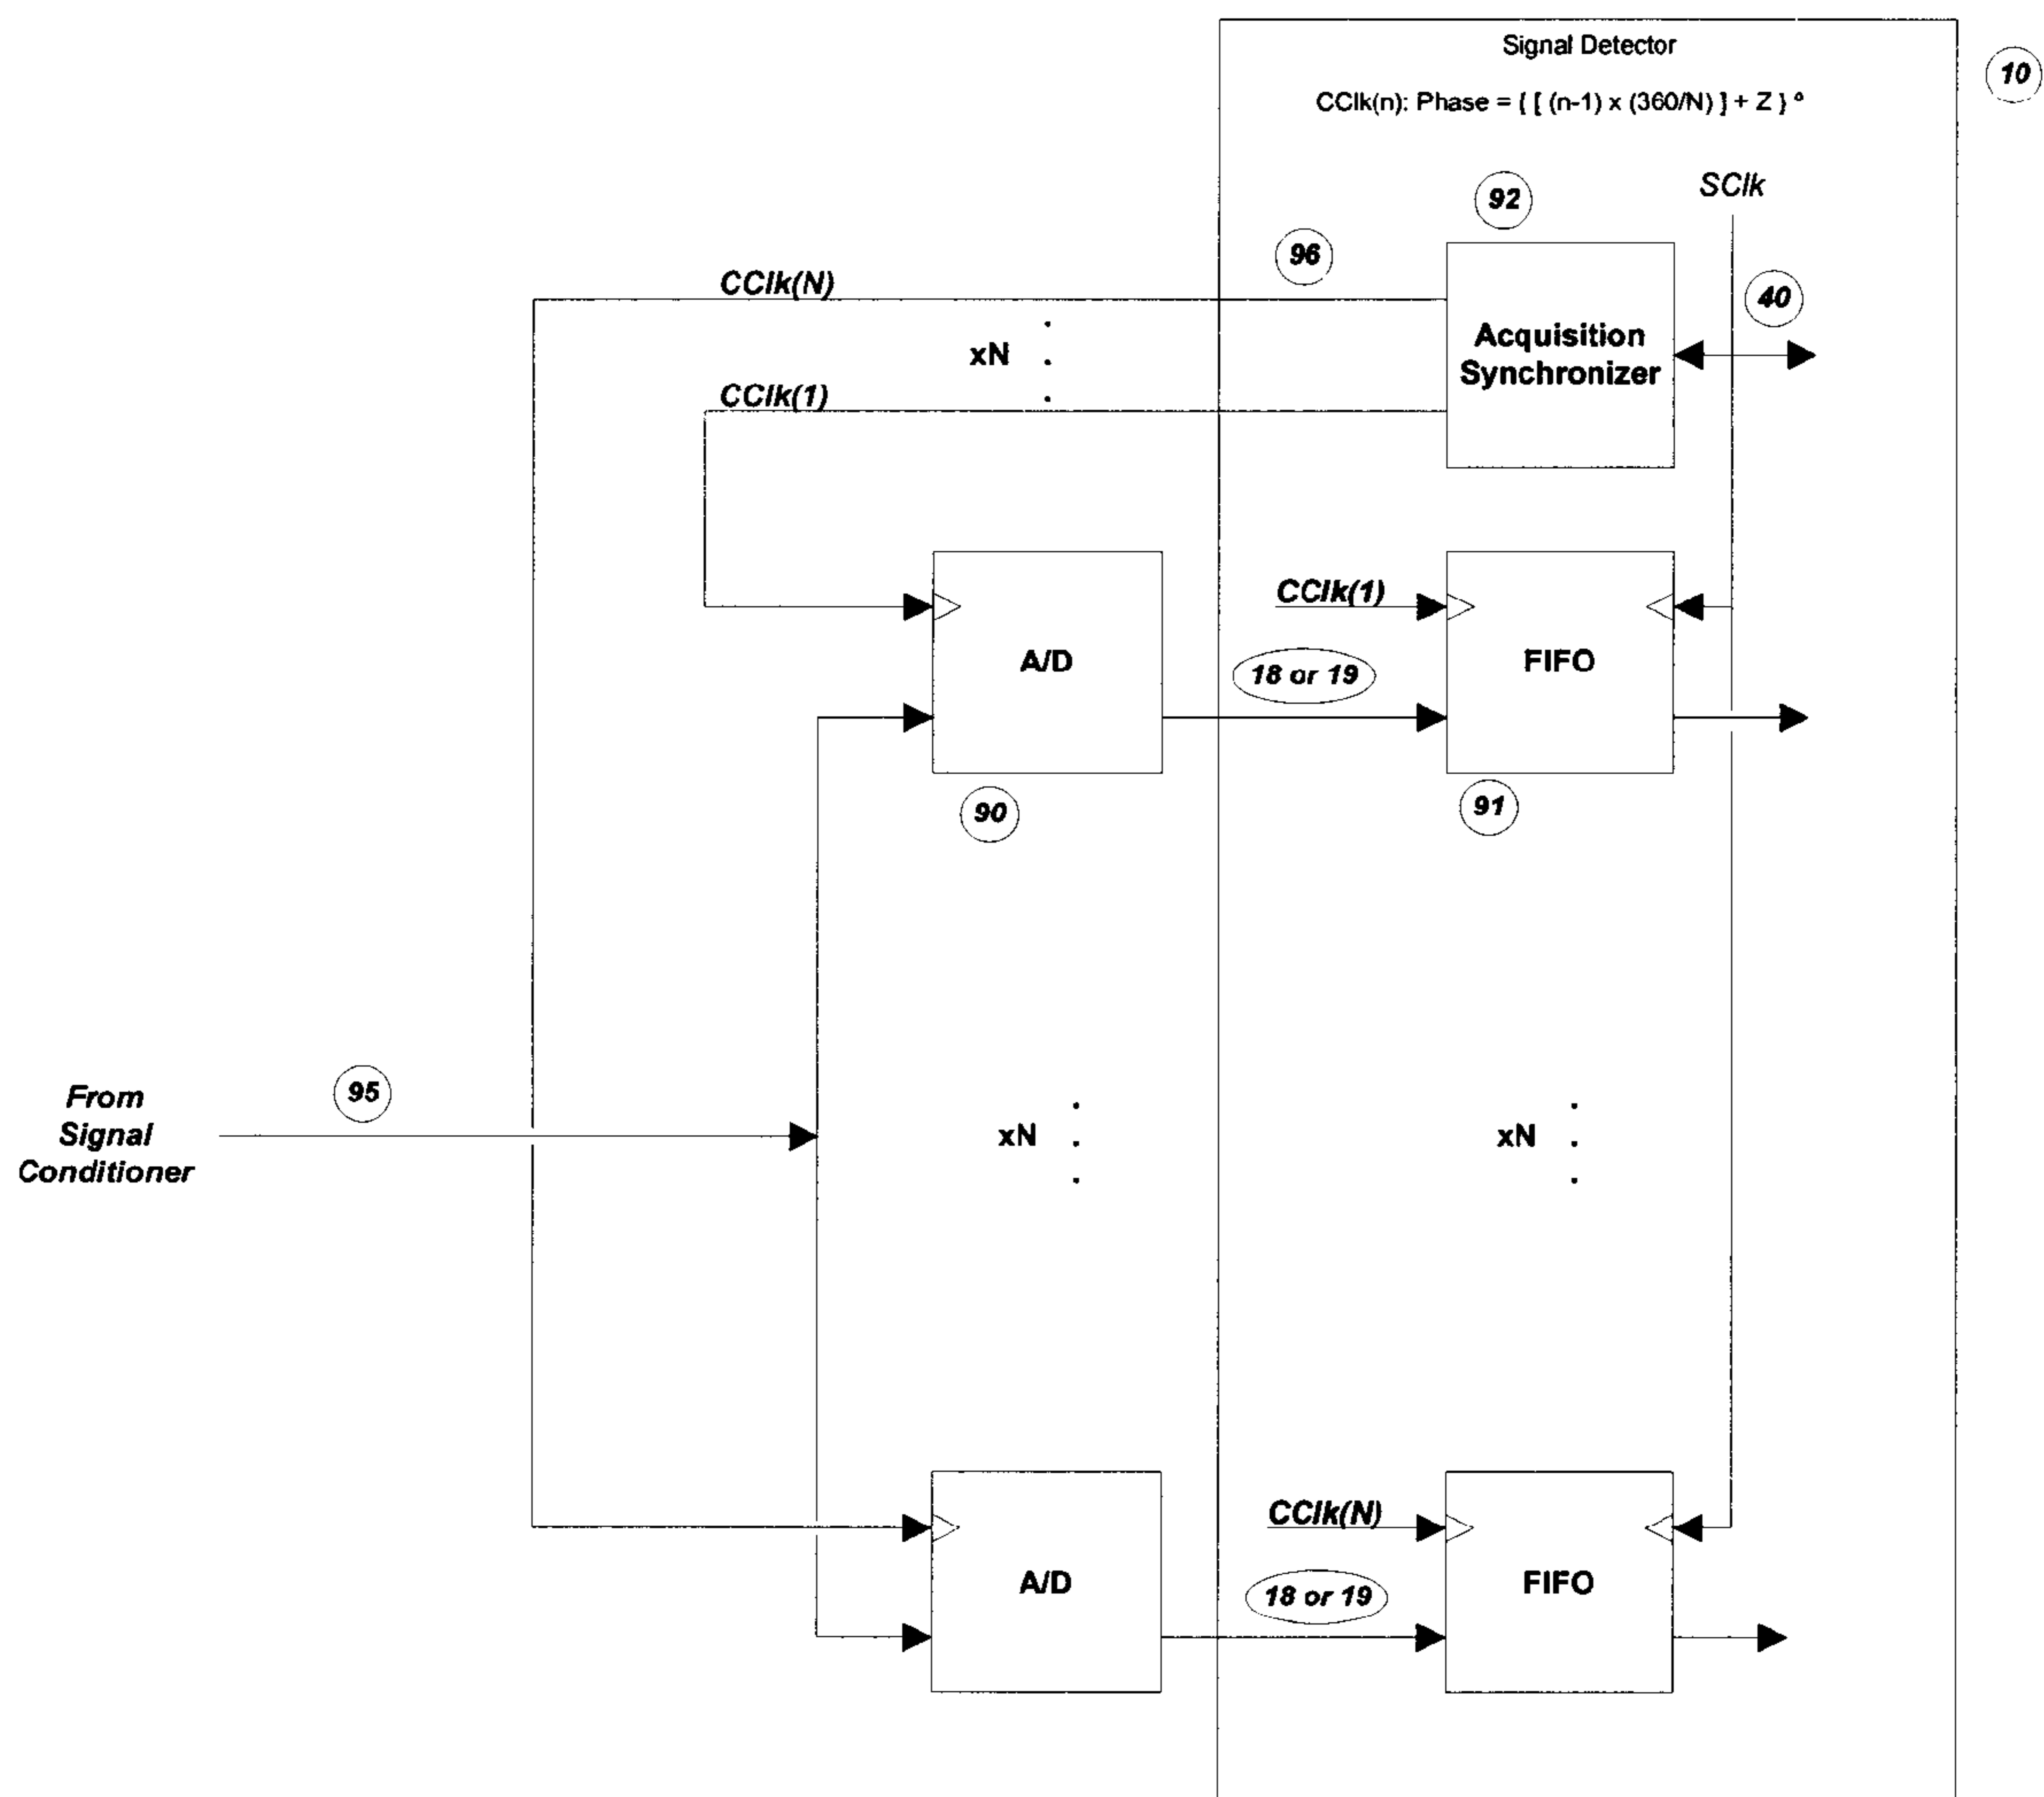 Signal Detector
10
CClk(n): Phase = { [ [ (n-1) x (360/N) ] + Z } °
92
SClk
96
40
CClk(N)
xN
Acquisition
Synchronizer
CClk(1)
CClk(1)
A/D
18 or 19
FIFO
90
91
95
From
Signal
Conditioner
xN
xN
CClk(N)
A/D
18 or 19
FIFO